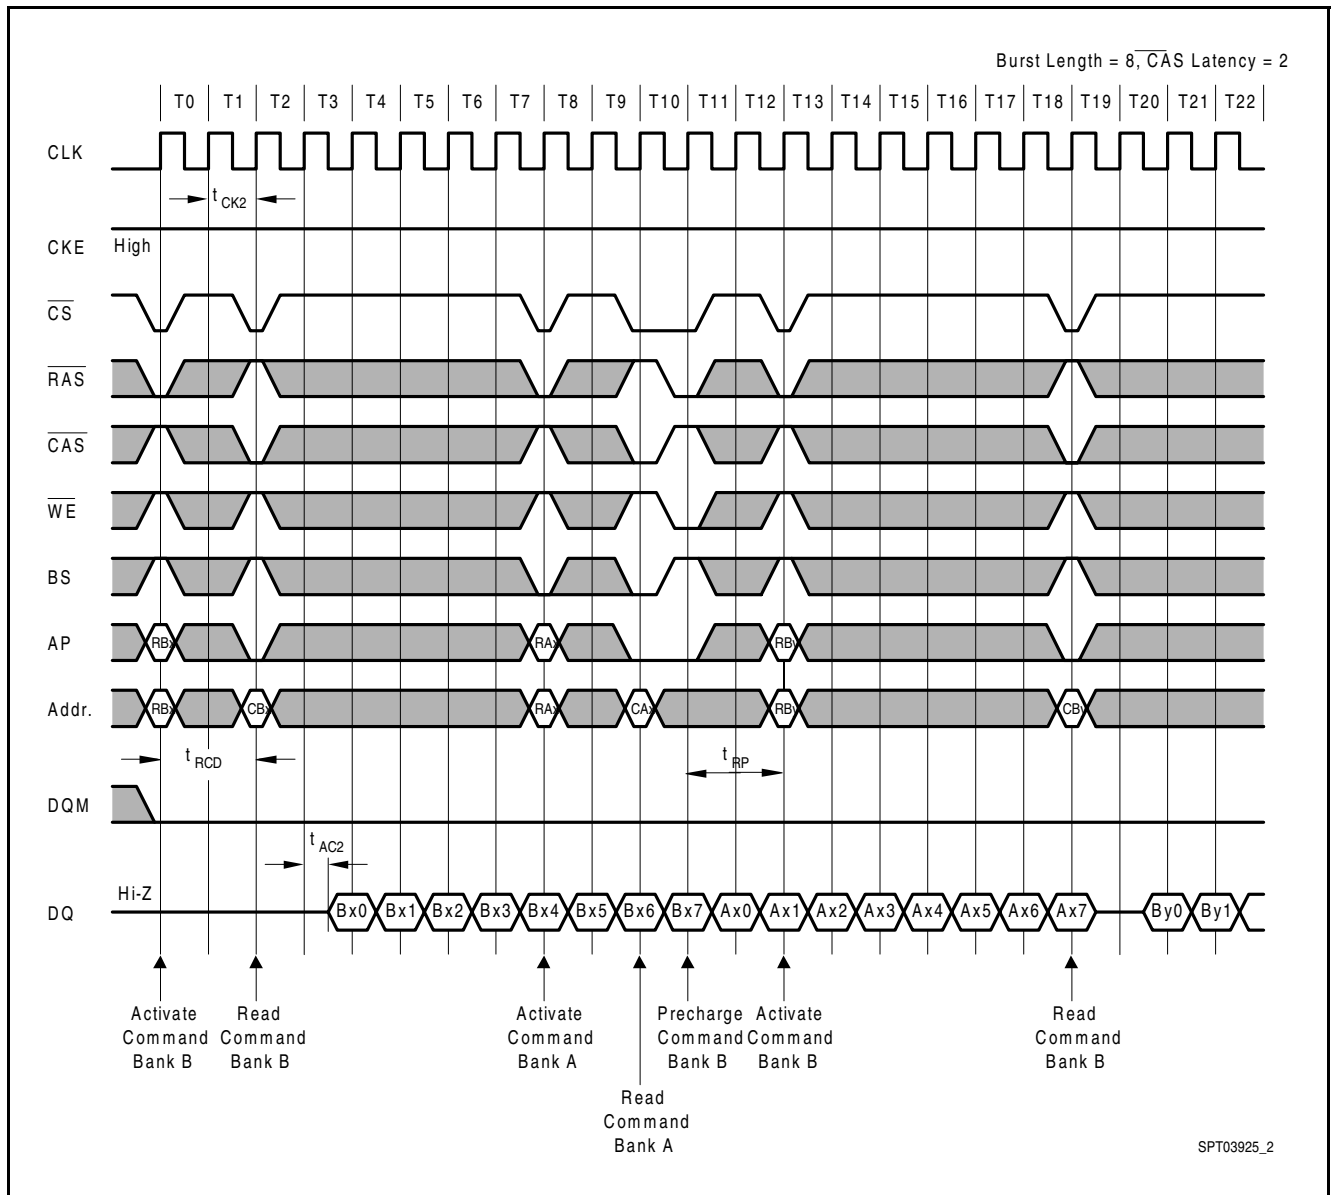 Burst Length = 8, CAS Latency = 2
T0 T1 T2 T3 T4 T5 T6 T7 T8 T9 T10 T11 T12 T13 T14 T15 T16 T17 T18 T19 T20 T21 T22
CLK
t CK2
CKE High
CS
RAS
CAS
WE
BS
AP RBx RAx RBy
Addr. RBx CBx RAx CAx RBy CBy
t RCD t RP
DQM
t AC2
Hi-Z
DQ Bx0 Bx1 Bx2 Bx3 Bx4 Bx5 Bx6 Bx7 Ax0 Ax1 Ax2 Ax3 Ax4 Ax5 Ax6 Ax7 By0 By1
Activate
Command
Bank B
Read
Command
Bank B
Activate
Command
Bank A
Read
Command
Bank A
Precharge
Command
Bank B
Activate
Command
Bank B
Read
Command
Bank B
SPT03925_2